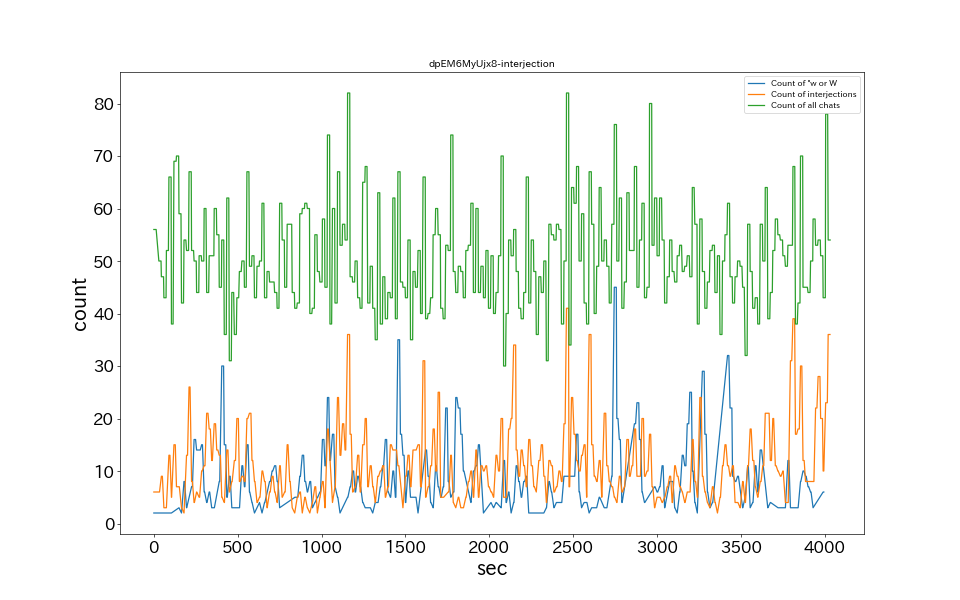 dpEM6MyUjx8-interjection
Count of "w or W
Count of interjections
Count of all chats
count
80
70
60
50
40
30
20
10
0
0 500 1000 1500 2000 2500 3000 3500 4000
sec